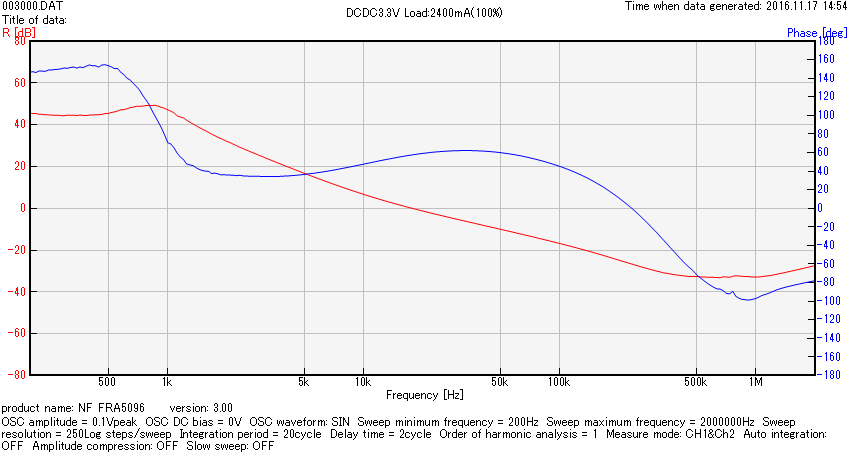 003000.DAT
DCDC3.3V Load:2400mA(100%)
Time when data generated: 2016.11.17 14:54
Title of data:
R [dB]
Phase [deg]
80
60
40
20
0
-20
-40
-60
-80
180
160
140
120
100
80
60
40
20
0
-20
-40
-60
-80
-100
-120
-140
-160
-180
500
1k
5k
10k
50k
100k
500k
1M
Frequency [Hz]
product name: NF FRA5096 version: 3.00
OSC amplitude = 0.1Vpeak OSC DC bias = 0V OSC waveform: SIN Sweep minimum frequency = 200Hz Sweep maximum frequency = 2000000Hz Sweep
resolution = 250Log steps/sweep Integration period = 20cycle Delay time = 2cycle Order of harmonic analysis = 1 Measure mode: CH1&Ch2 Auto integration:
OFF Amplitude compression: OFF Slow sweep: OFF